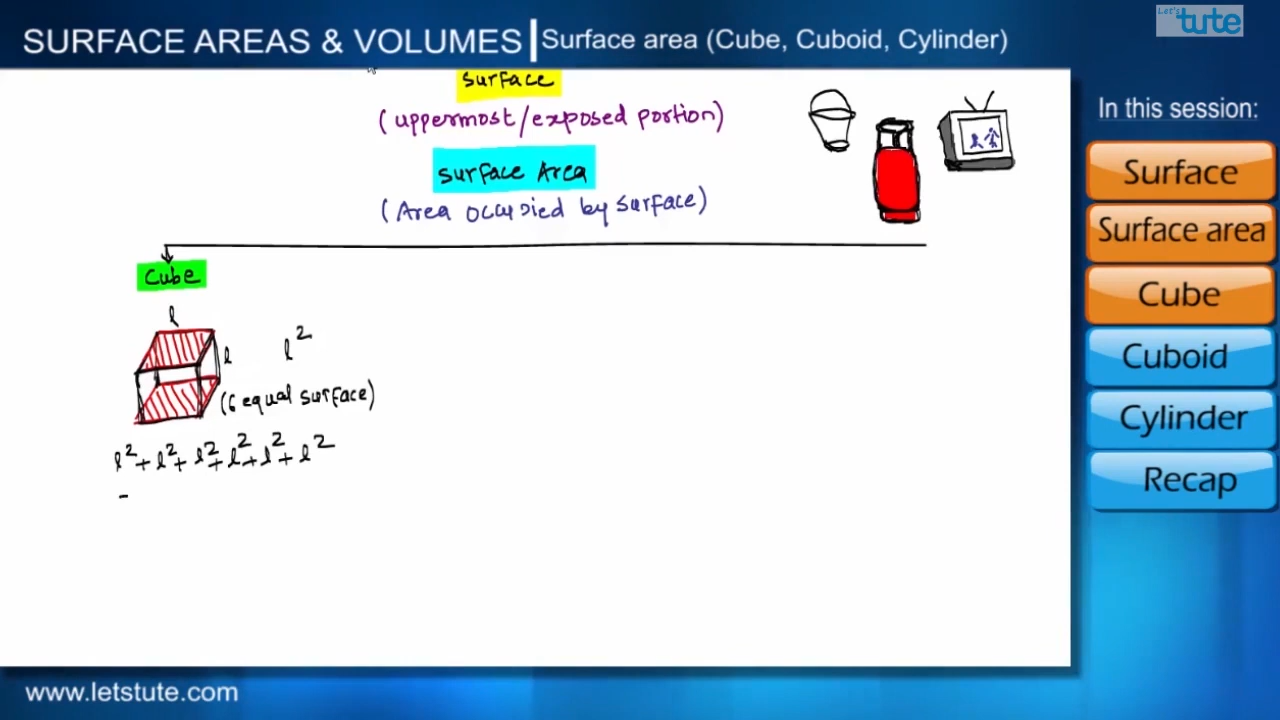 SURFACE AREAS & VOLUMES | Surface area (Cube, Cuboid, Cylinder)
Let's tute
In this session:
Surface
Surface area
Cube
Cuboid
Cylinder
Recap
Surface
(uppermost/exposed portion)
Surface Area
(Area occupied by surface)
Cube
l
l
l²
(6 equal surface)
l² + l² + l² + l² + l² + l²
www.letstute.com